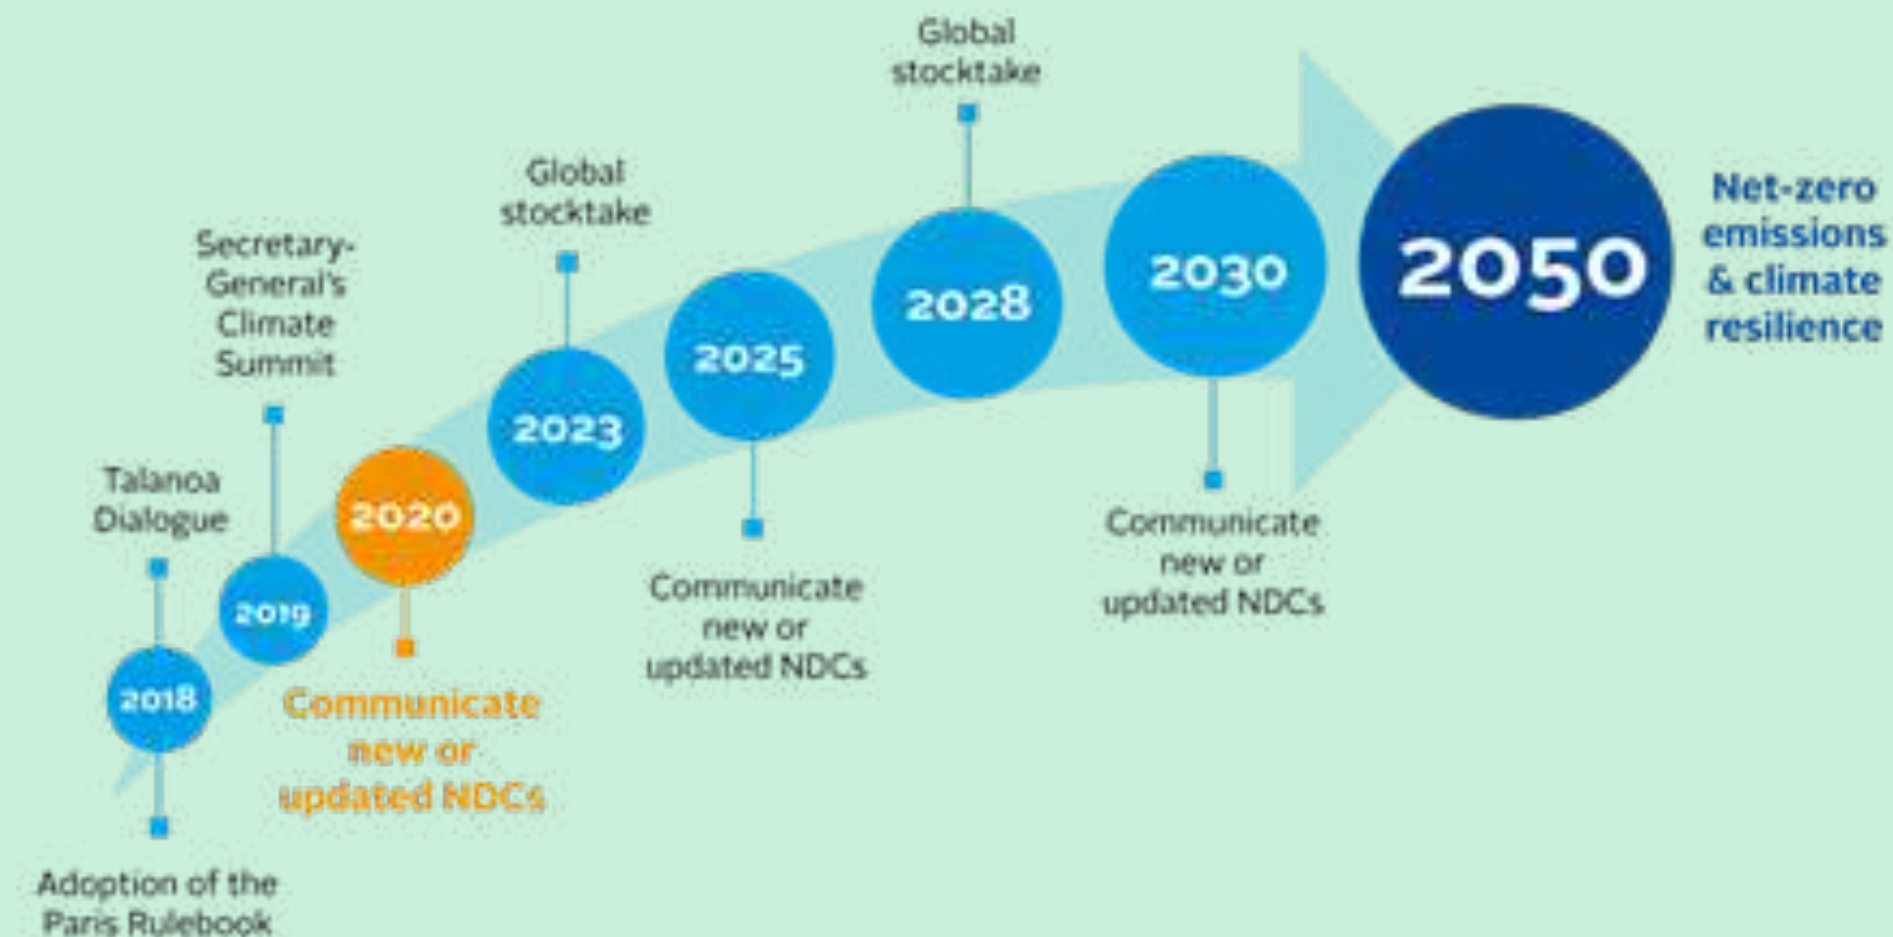 Talanoa
Dialogue
2018
Adoption of the
Paris Rulebook
Secretary-
General's
Climate
Summit
2019
2020
Communicate
new or
updated NDCs
Global
stocktake
2023
2025
Communicate
new or
updated NDCs
Global
stocktake
2028
2030
Communicate
new or
updated NDCs
2050
Net-zero
emissions
& climate
resilience